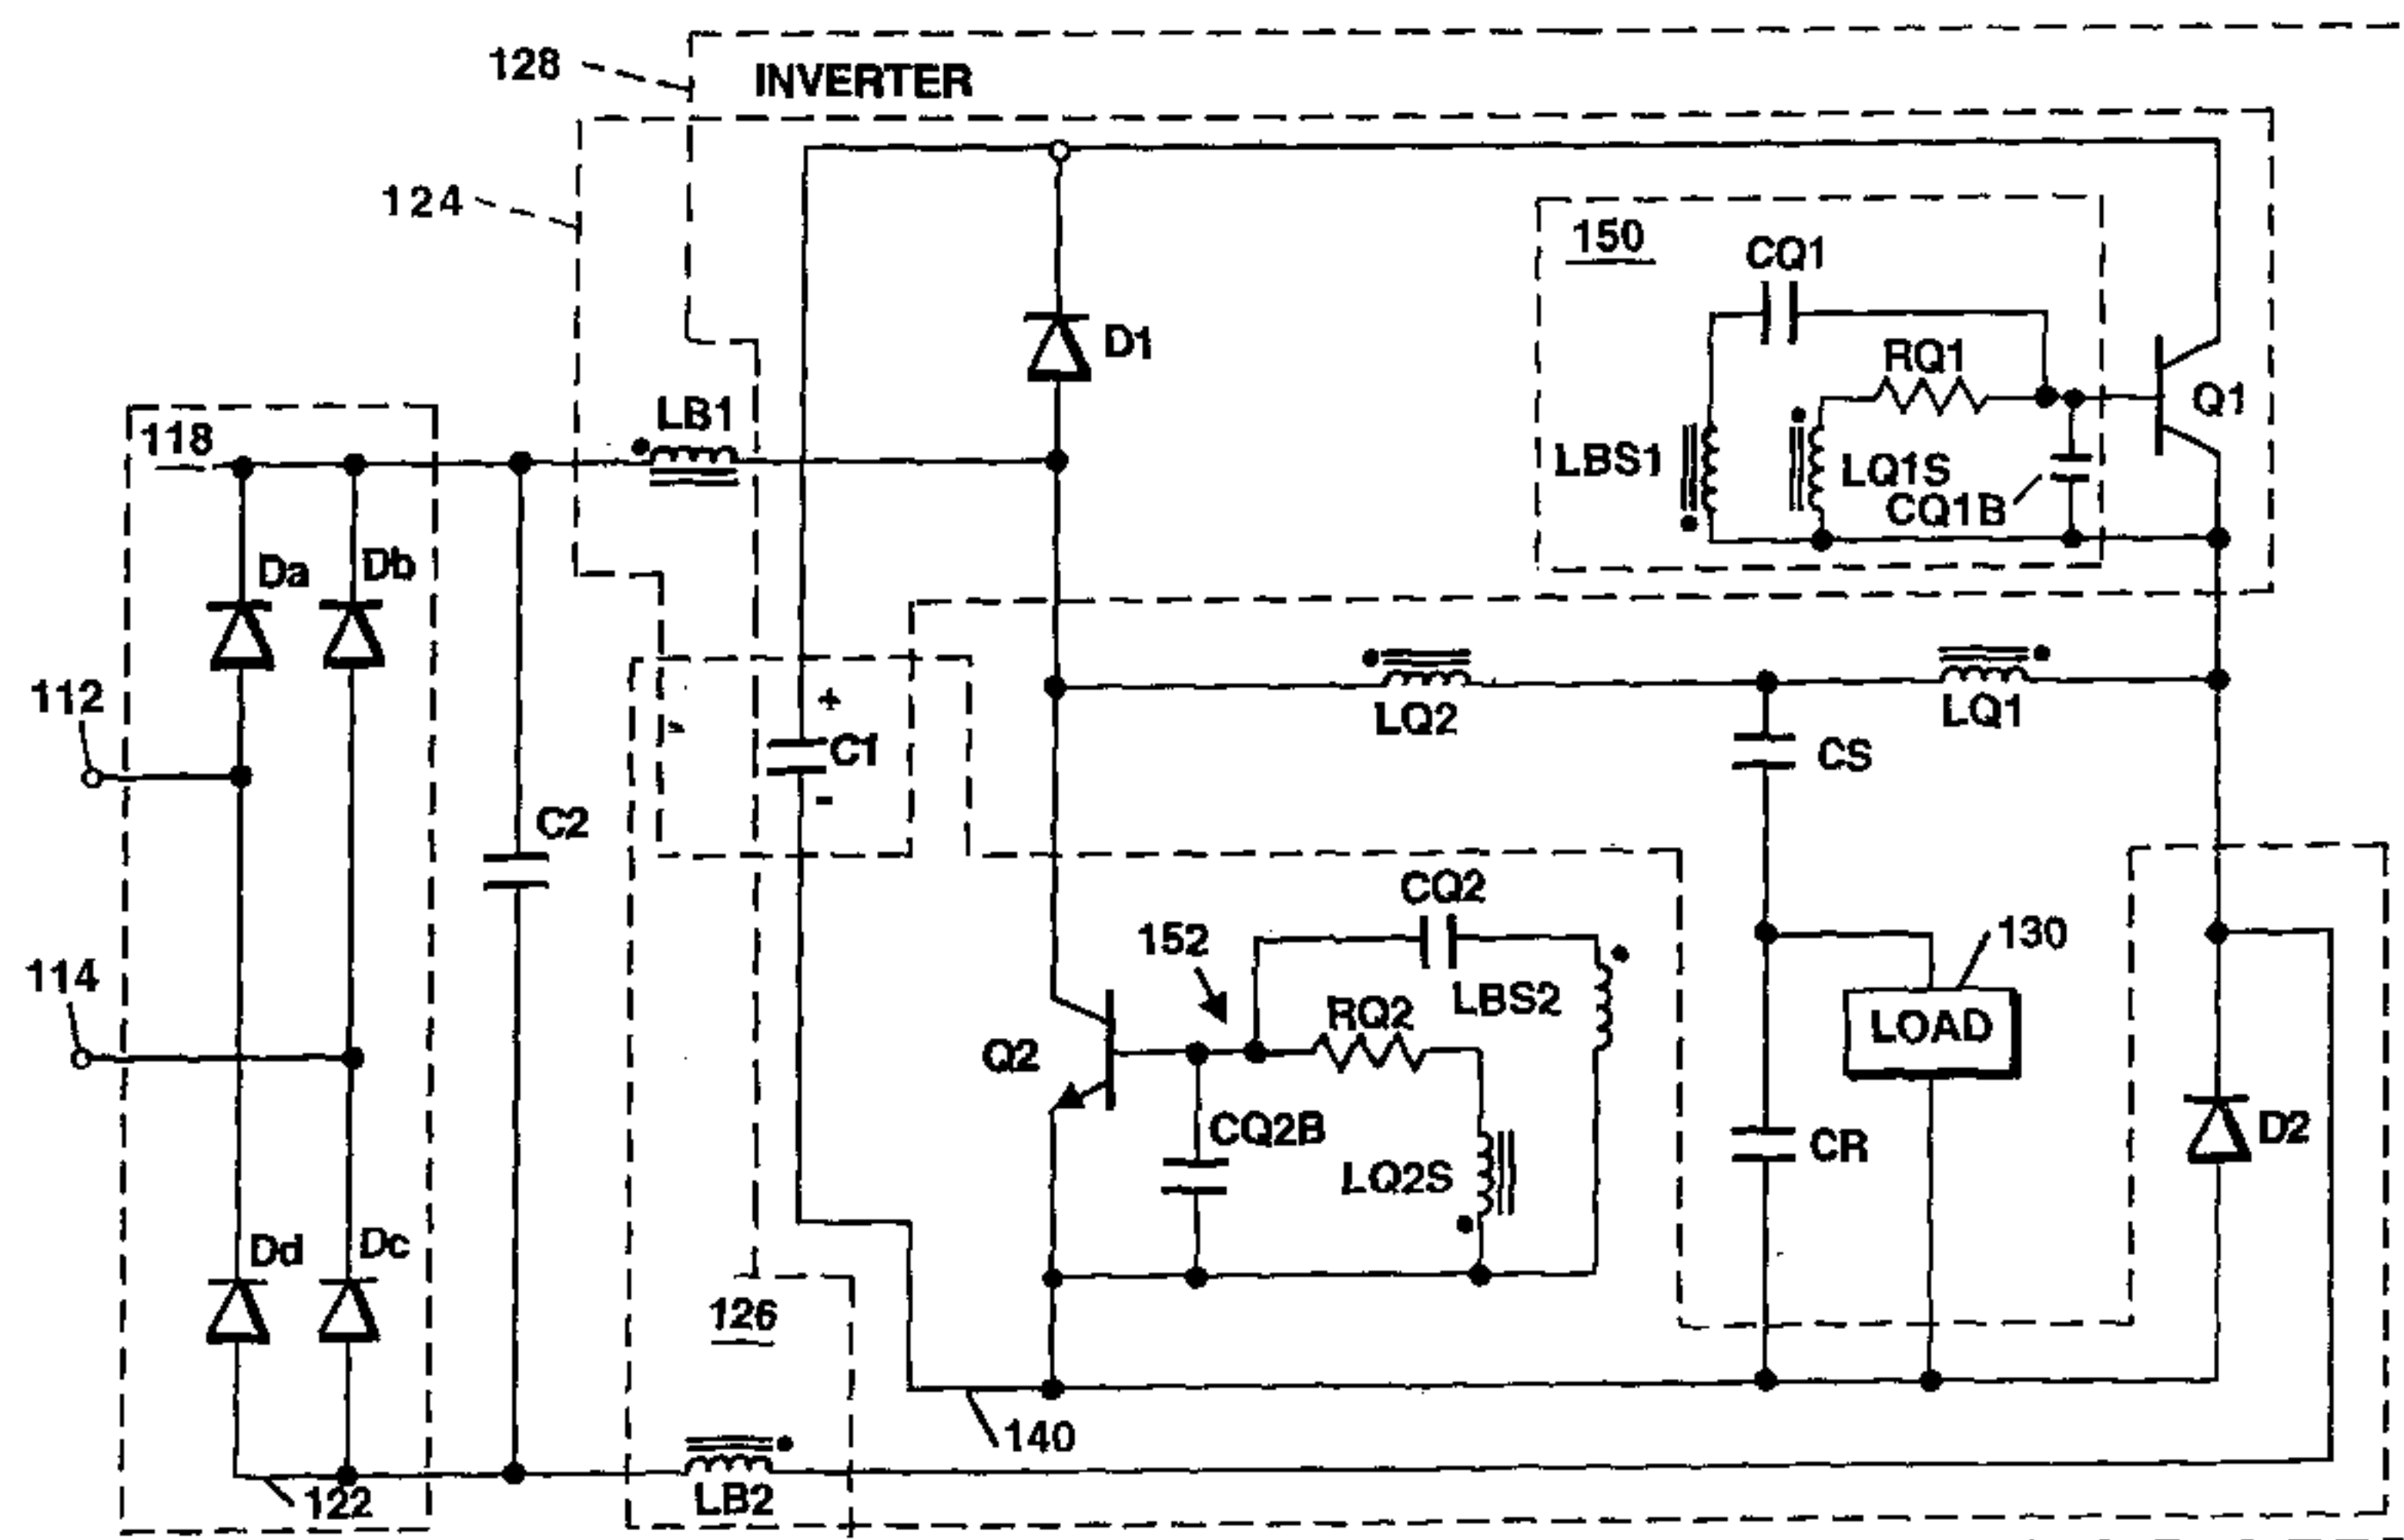 128
INVERTER
124
150
CQ1
RQ1
Q1
D1
LB1
118
LBS1
LQ1S
CQ1B
Da
Db
112
LQ2
LQ1
+
C1
-
CS
C2
CQ2
152
130
114
LBS2
RQ2
LOAD
Q2
CQ2B
D2
CR
LQ2S
Dd
Dc
126
140
LB2
122